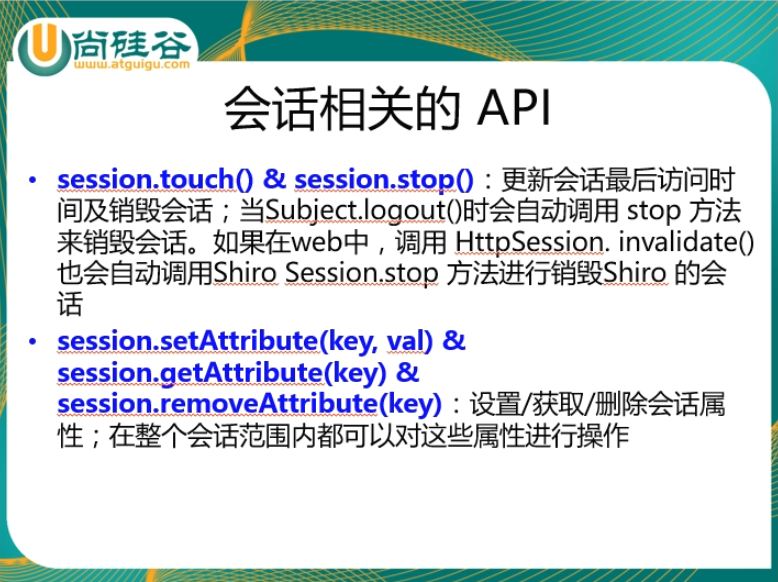 尚硅谷
www.atguigu.com
会话相关的 API
• session.touch() & session.stop()：更新会话最后访问时
间及销毁会话；当Subject.logout()时会自动调用 stop 方法
来销毁会话。如果在web中，调用 HttpSession. invalidate()
也会自动调用Shiro Session.stop 方法进行销毁Shiro 的会
话
• session.setAttribute(key, val) &
session.getAttribute(key) &
session.removeAttribute(key)：设置/获取/删除会话属
性；在整个会话范围内都可以对这些属性进行操作